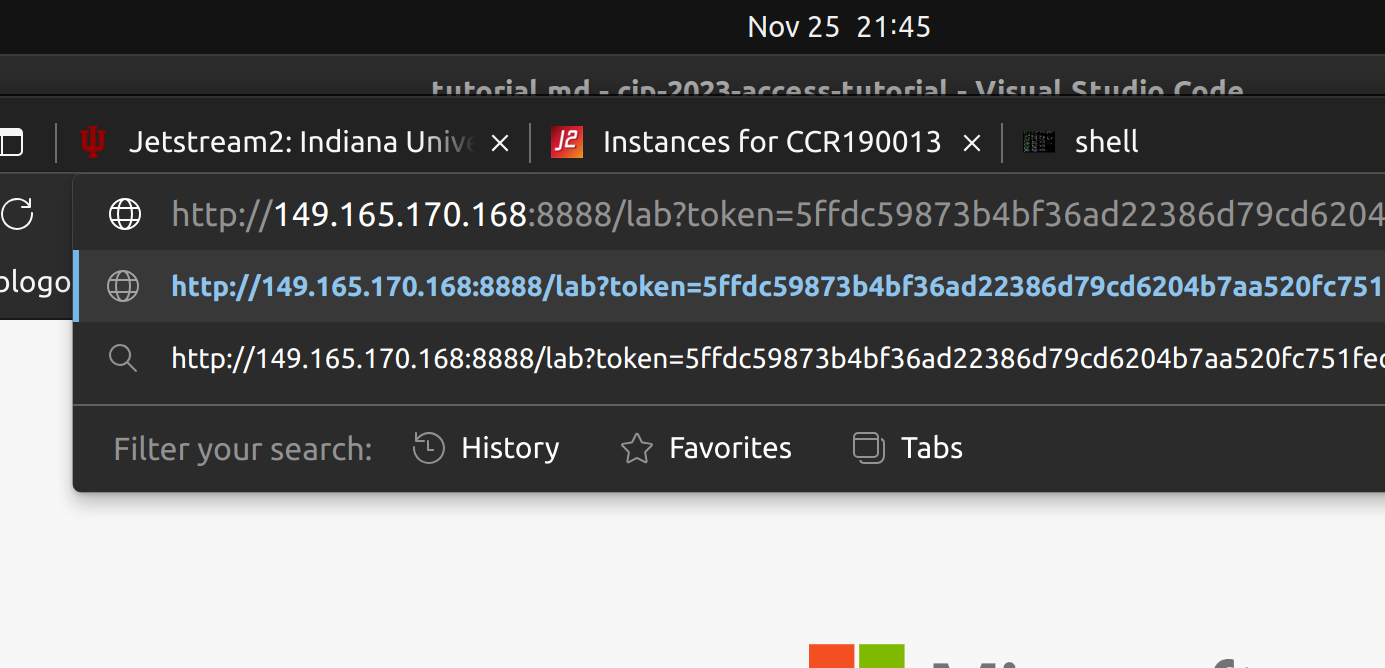 Nov 25 21:45
tutorial.md - cip-2023-access-tutorial - Visual Studio Code
Jetstream2: Indiana Unive
J2 Instances for CCR190013
shell
http://149.165.170.168:8888/lab?token=5ffdc59873b4bf36ad22386d79cd6204
ologo
http://149.165.170.168:8888/lab?token=5ffdc59873b4bf36ad22386d79cd6204b7aa520fc751
http://149.165.170.168:8888/lab?token=5ffdc59873b4bf36ad22386d79cd6204b7aa520fc751fec
Filter your search: History Favorites Tabs